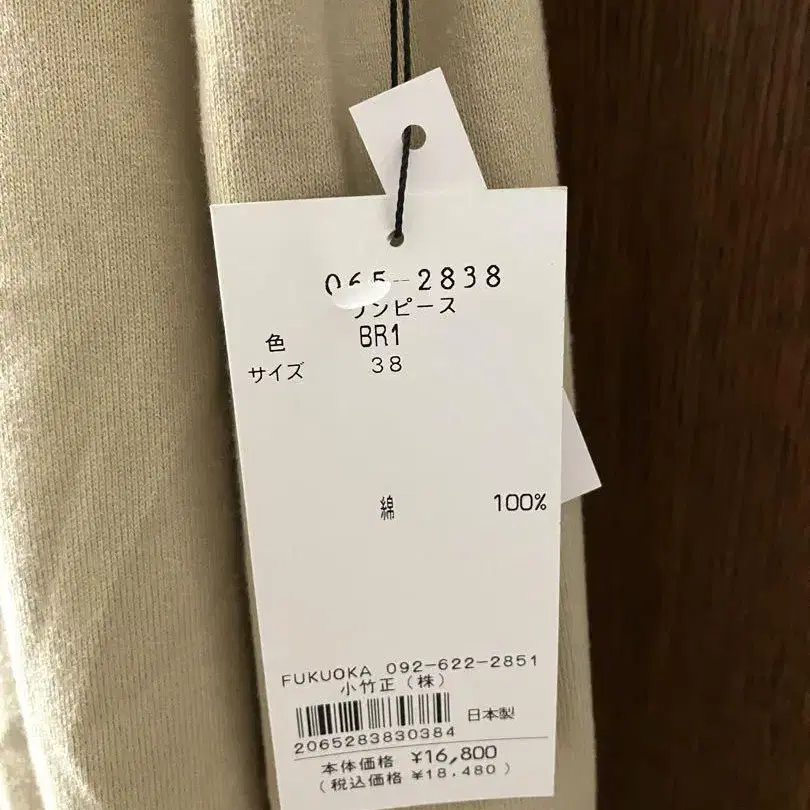 065-2838
ワンピース
色 BR1
サイズ 38
綿 100%
FUKUOKA 092-622-2851
小竹正(株)
日本製
2065283830384
本体価格 ¥16,800
(税込価格 ¥18,480)